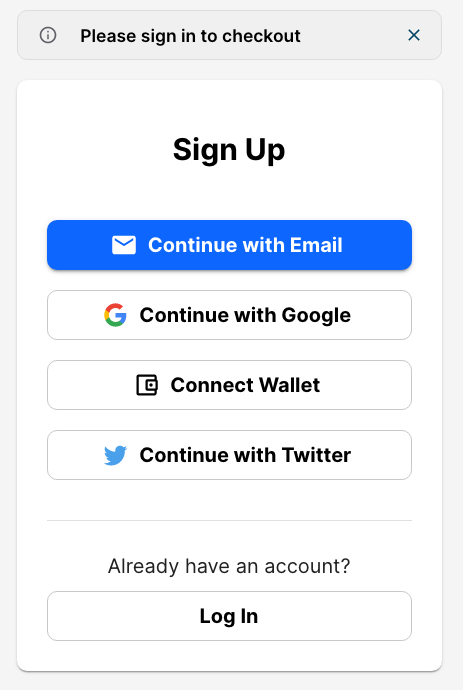 Please sign in to checkout
Sign Up
Continue with Email
Continue with Google
Connect Wallet
Continue with Twitter
Already have an account?
Log In